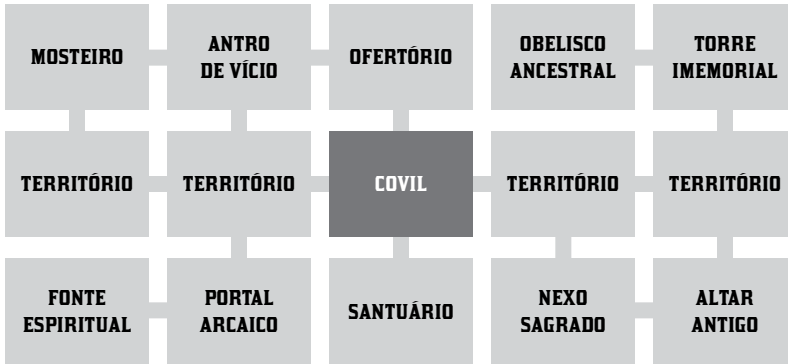 MOSTEIRO
ANTRO
DE VÍCIO
OFERTÓRIO
OBELISCO
ANCESTRAL
TORRE
IMEMORIAL
TERRITÓRIO
TERRITÓRIO
COVIL
TERRITÓRIO
TERRITÓRIO
FONTE
ESPIRITUAL
PORTAL
ARCAICO
SANTUÁRIO
NEXO
SAGRADO
ALTAR
ANTIGO